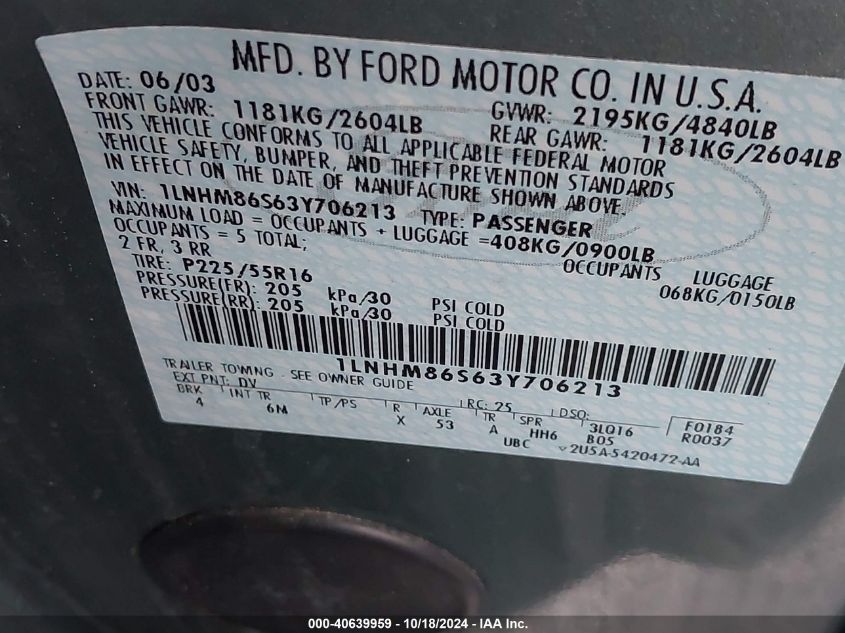 MFD. BY FORD MOTOR CO. IN U.S.A.
DATE: 06/03 GVWR: 2195KG/4840LB
FRONT GAWR: 1181KG/2604LB REAR GAWR: 1181KG/2604LB
THIS VEHICLE CONFORMS TO ALL APPLICABLE FEDERAL MOTOR
VEHICLE SAFETY, BUMPER, AND THEFT PREVENTION STANDARDS
IN EFFECT ON THE DATE OF MANUFACTURE SHOWN ABOVE.
VIN: 1LNHM86S63Y706213 TYPE: PASSENGER
MAXIMUM LOAD = OCCUPANTS + LUGGAGE =408KG/0900LB
OCCUPANTS = 5 TOTAL; OCCUPANTS LUGGAGE
2 FR, 3 RR 068KG/0150LB
TIRE: P225/55R16
PRESSURE(FR): 205 kPa/30 PSI COLD
PRESSURE(RR): 205 kPa/30 PSI COLD
1LNHM86S63Y706213
TRAILER TOWING - SEE OWNER GUIDE
EXT PNT: DV RC: 25 DSO: F0184
BRK INT TR TP/PS R AXLE TR SPR 3LQ16 R0037
4 6M X 53 A HH6 B05
UBC 2U5A-5420472-AA
000-40639959 - 10/18/2024 - IAA Inc.